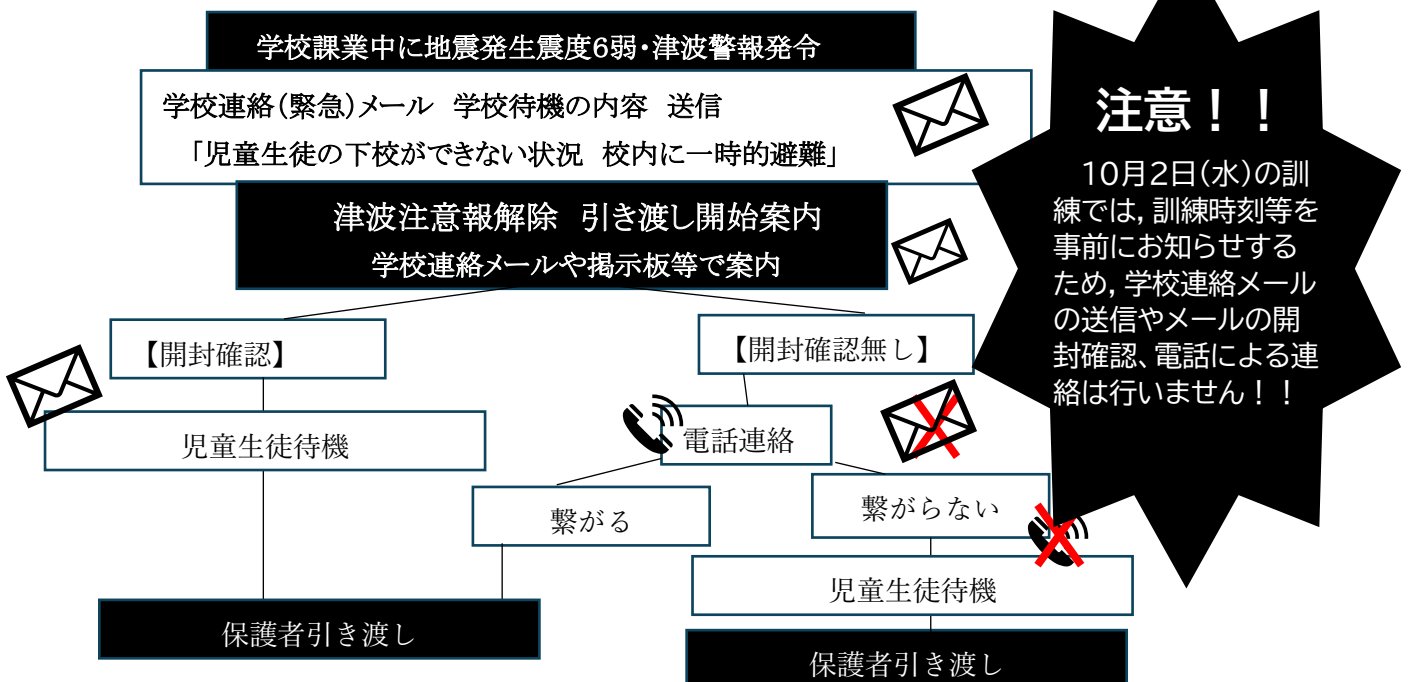 学校課業中に地震発生震度6弱・津波警報発令
学校連絡(緊急)メール 学校待機の内容 送信
「児童生徒の下校ができない状況 校内に一時的避難」
津波注意報解除 引き渡し開始案内
学校連絡メールや掲示板等で案内
【開封確認】
【開封確認無し】
児童生徒待機
電話連絡
繋がる
繋がらない
児童生徒待機
保護者引き渡し
保護者引き渡し
注意！！
10月2日(水)の訓
練では,訓練時刻等を
事前にお知らせする
ため,学校連絡メール
の送信やメールの開
封確認、電話による連
絡は行いません！！